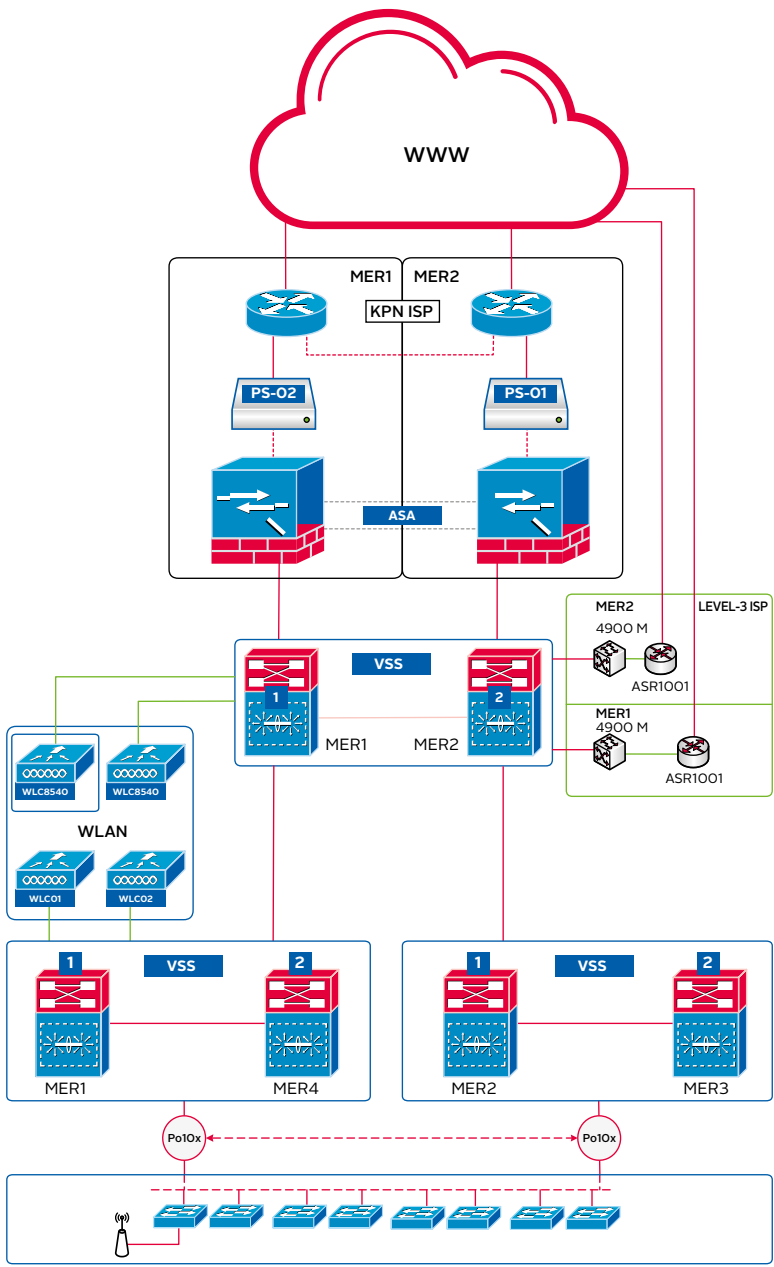 WWW
MER1
MER2
KPN ISP
PS-02
PS-01
ASA
MER2
LEVEL-3 ISP
4900 M
ASR1001
VSS
1
2
MER1
MER2
MER1
4900 M
ASR1001
WLC8540
WLC8540
WLAN
WLC01
WLC02
1
VSS
2
MER1
MER4
1
VSS
2
MER2
MER3
Po10x
Po10x